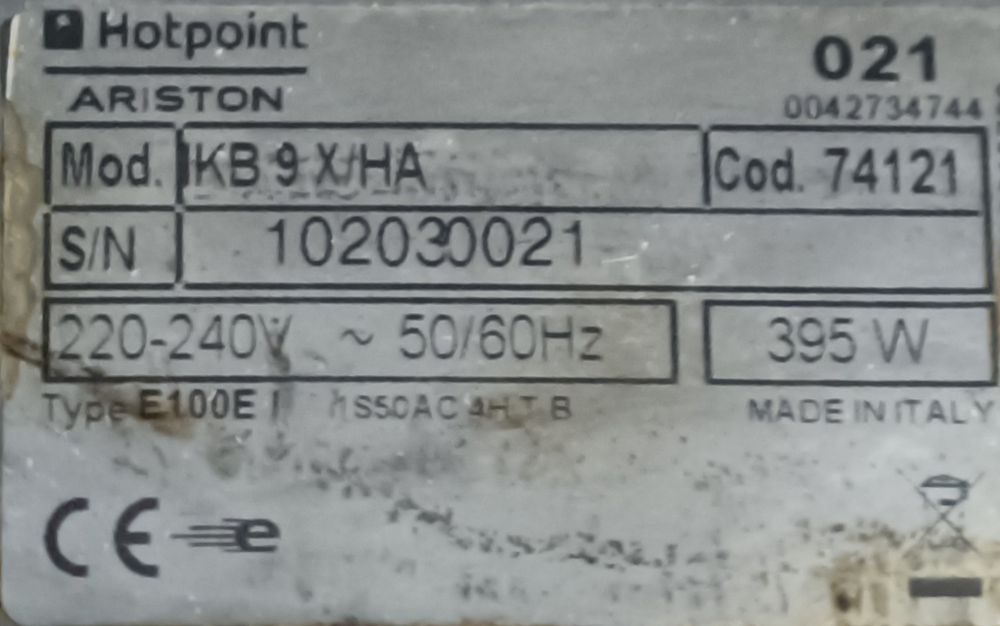 Hotpoint
ARISTON
021
0042734744
Mod. KB 9 X/HA Cod. 74121
S/N 102030021
220-240V ~ 50/60Hz 395 W
Type E100E MADE IN ITALY
CE e